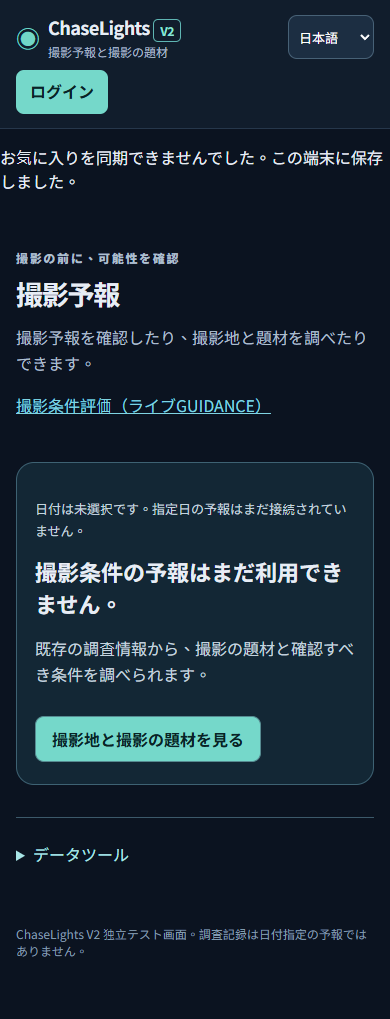 ChaseLights V2
撮影予報と撮影の題材
日本語
ログイン
お気に入りを同期できませんでした。この端末に保存
しました。
撮影の前に、可能性を確認
撮影予報
撮影予報を確認したり、撮影地と題材を調べたり
できます。
撮影条件評価（ライブGUIDANCE）
日付は未選択です。指定日の予報はまだ接続されてい
ません。
撮影条件の予報はまだ利用でき
ません。
既存の調査情報から、撮影の題材と確認すべ
き条件を調べられます。
撮影地と撮影の題材を見る
データツール
ChaseLights V2 独立テスト画面。調査記録は日付指定の予報では
ありません。